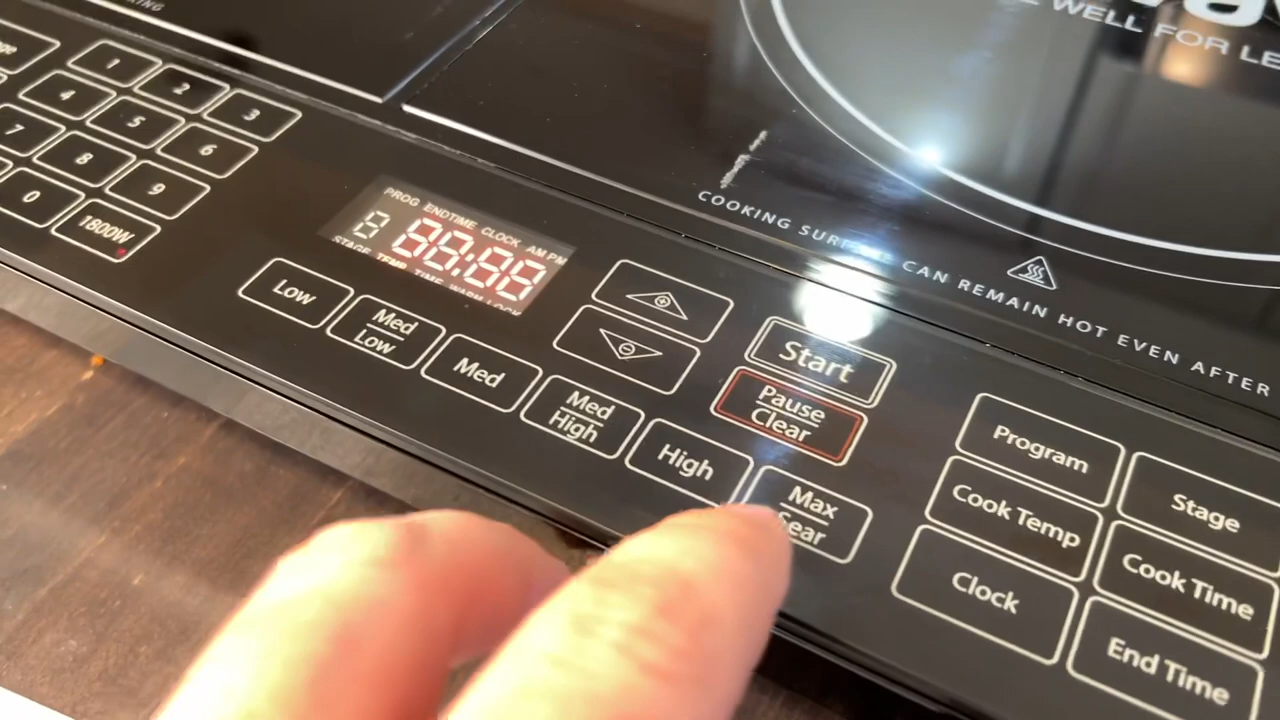 WELL FOR LE
COOKING SURFACE CAN REMAIN HOT EVEN AFTER
1
2
3
4
5
6
7
8
9
0
1800W
PROG ENDTIME CLOCK AM PM
8 88:88
STAGE TEMP TIME WARM LOCK
Low
Med
Low
Med
Med
High
High
Max
Sear
Start
Pause
Clear
Program
Stage
Cook Temp
Cook Time
Clock
End Time